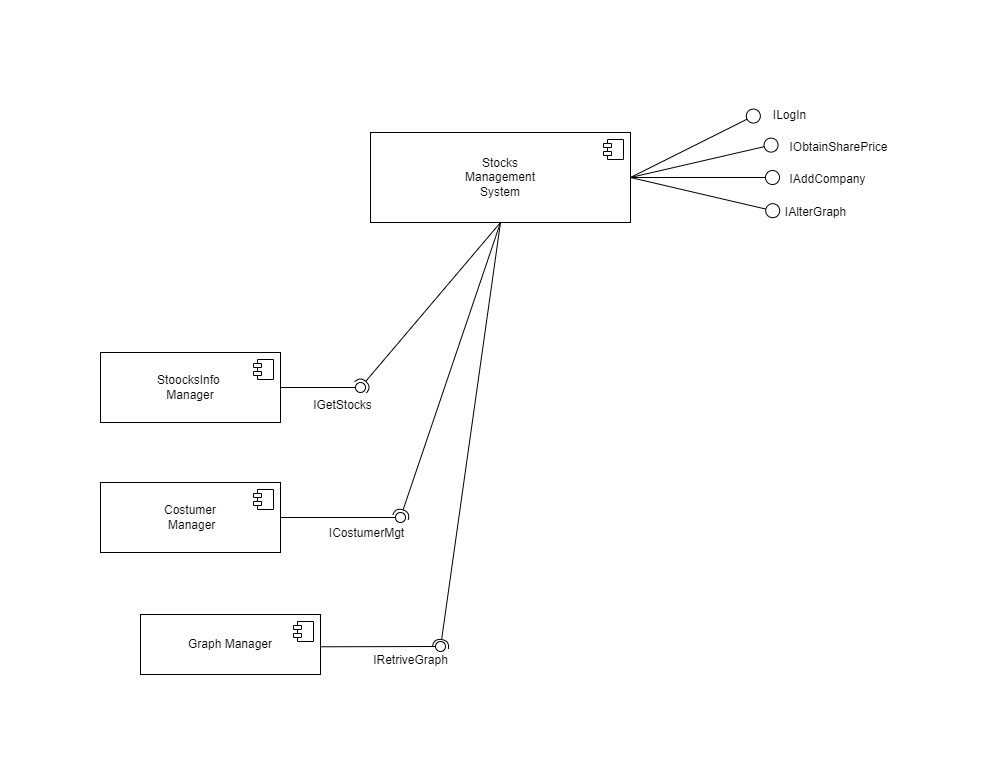 ILogIn
Stocks
Management
System
IObtainSharePrice
IAddCompany
IAlterGraph
StoocksInfo
Manager
IGetStocks
Costumer
Manager
ICostumerMgt
Graph Manager
IRetriveGraph